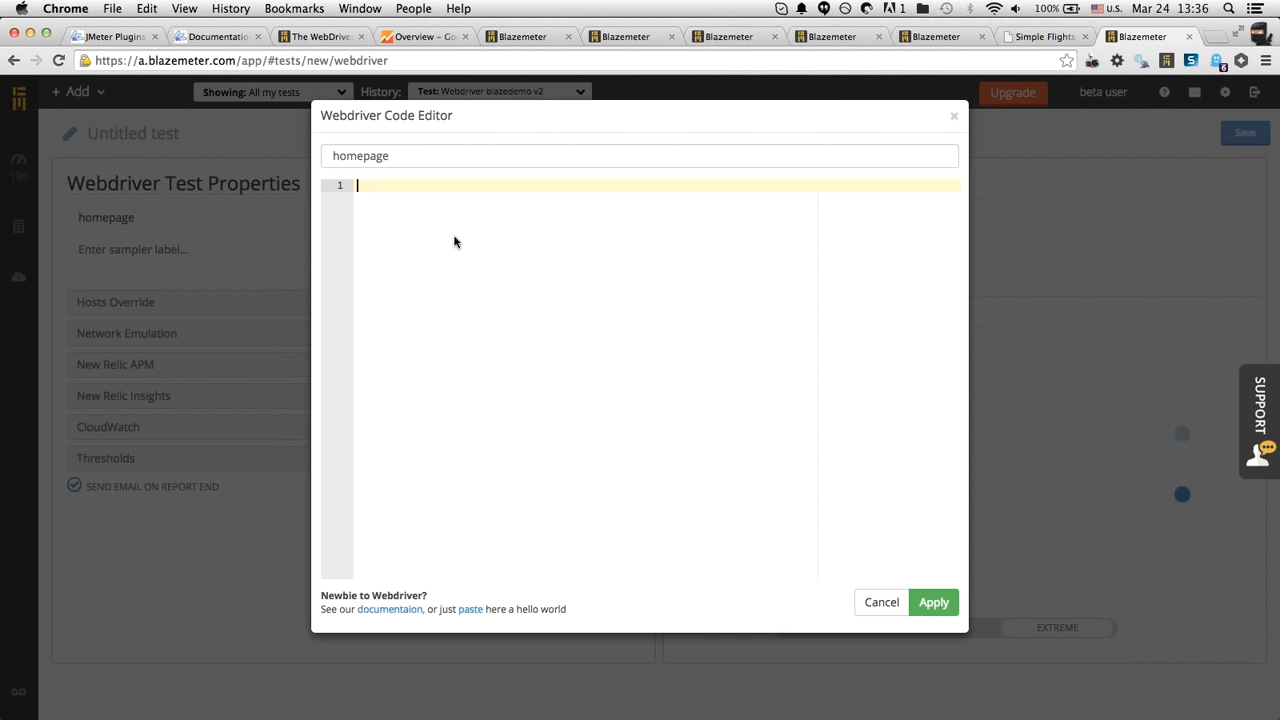 Chrome File Edit View History Bookmarks Window People Help 1 100% U.S. Mar 24 13:36
JMeter Plugins Documentatio The WebDrive Overview – Go Blazemeter Blazemeter Blazemeter Blazemeter Blazemeter Simple Flights Blazemeter
https://a.blazemeter.com/app/#tests/new/webdriver 6
+ Add Showing: All my tests History: Test: Webdriver blazedemo v2 Upgrade beta user
Webdriver Code Editor ×
Untitled test Save
homepage
196
Webdriver Test Properties 1
homepage
Enter sampler label...
Hosts Override
Network Emulation
New Relic APM
New Relic Insights
CloudWatch
Thresholds
SEND EMAIL ON REPORT END
SUPPORT
Newbie to Webdriver?
See our documentaion, or just paste here a hello world
Cancel Apply
EXTREME